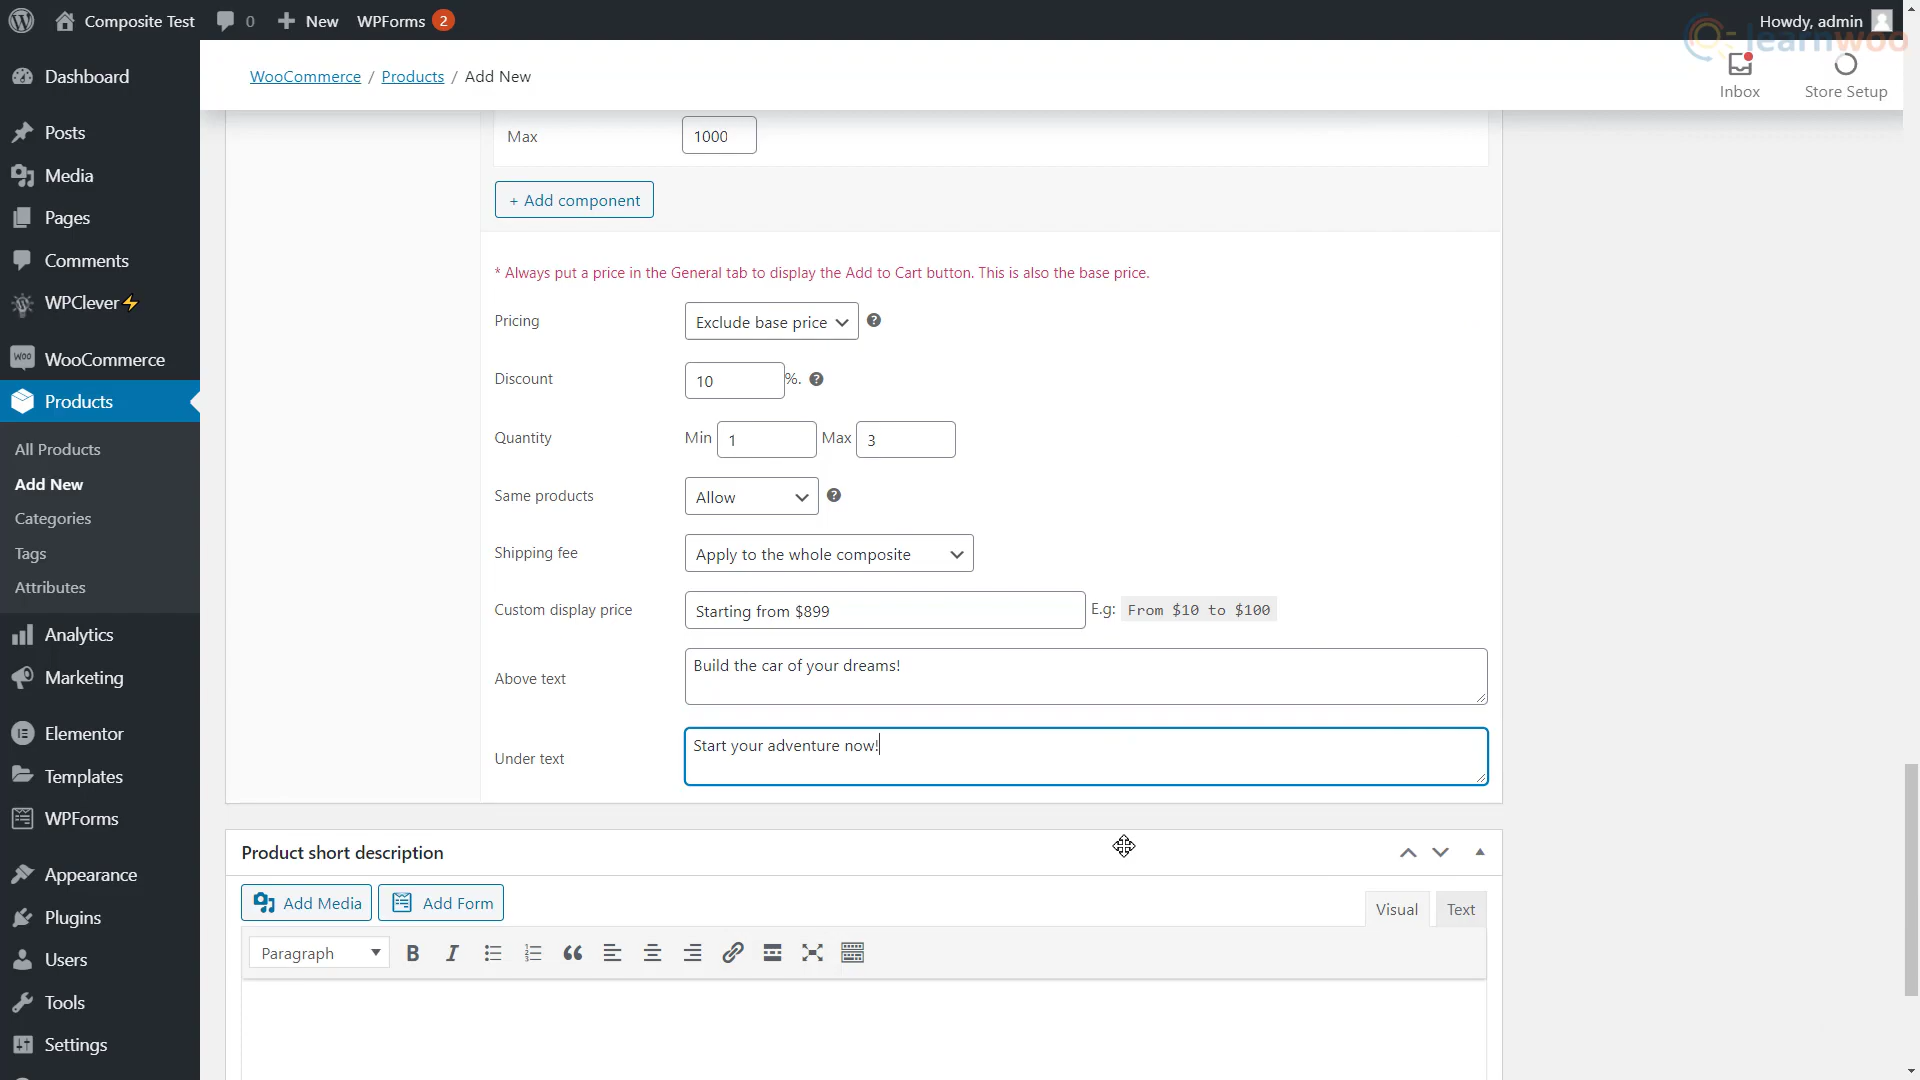 Composite Test 0 New WPForms 2 Howdy, admin
learnwoo
Dashboard
WooCommerce / Products / Add New
Inbox
Store Setup
Posts
Media
Pages
Comments
WPClever⚡
WooCommerce
Products
All Products
Add New
Categories
Tags
Attributes
Analytics
Marketing
Elementor
Templates
WPForms
Appearance
Plugins
Users
Tools
Settings
Max 1000
+ Add component
* Always put a price in the General tab to display the Add to Cart button. This is also the base price.
Pricing Exclude base price
Discount 10 %.
Quantity Min 1 Max 3
Same products Allow
Shipping fee Apply to the whole composite
Custom display price Starting from $899 E.g: From $10 to $100
Above text Build the car of your dreams!
Under text Start your adventure now!
Product short description
Add Media Add Form
Visual Text
Paragraph B I